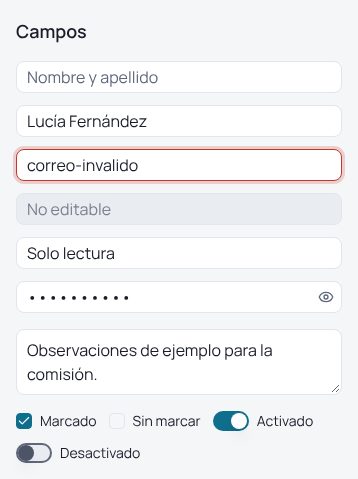 Campos
Nombre y apellido
Lucía Fernández
correo-invalido
No editable
Solo lectura
••••••••••
Observaciones de ejemplo para la
comisión.
Marcado Sin marcar Activado
Desactivado